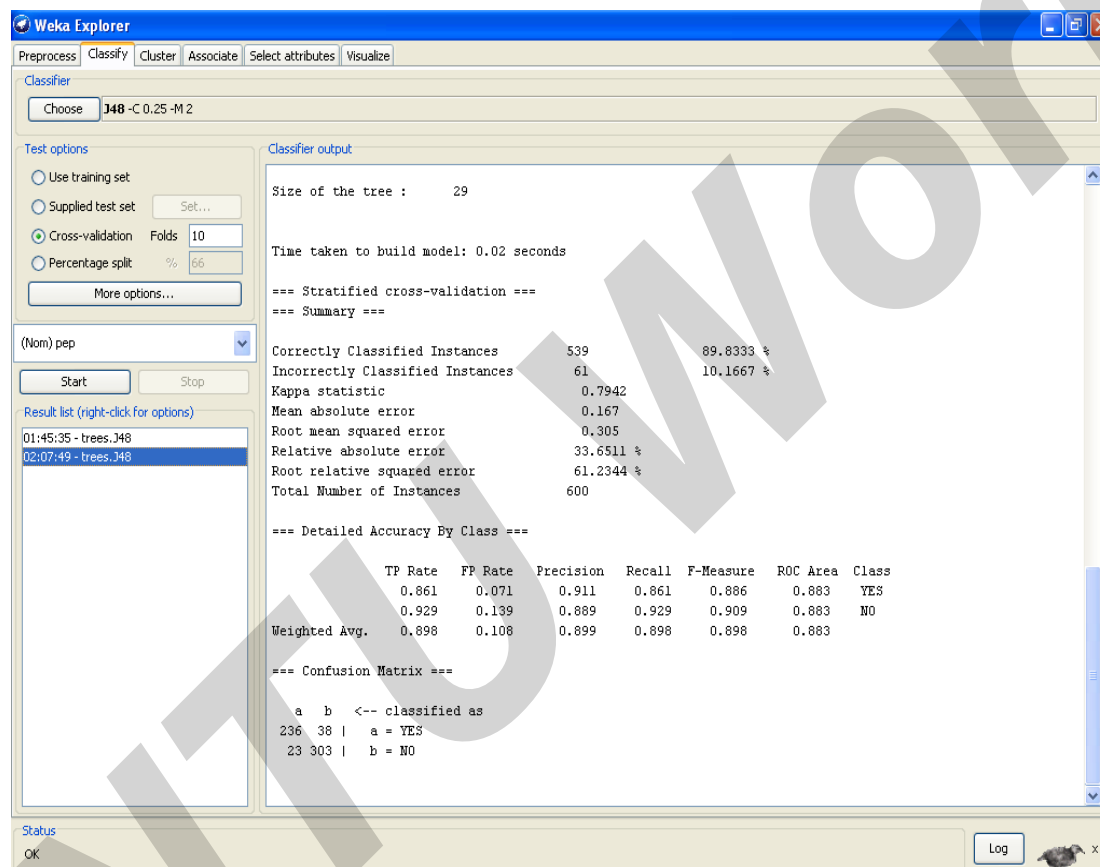 Weka Explorer
Preprocess Classify Cluster Associate Select attributes Visualize
Classifier
Choose J48 -C 0.25 -M 2
Test options
Use training set
Supplied test set Set...
Cross-validation Folds 10
Percentage split % 66
More options...
(Nom) pep
Start Stop
Result list (right-click for options)
01:45:35 - trees.J48
02:07:49 - trees.J48
Classifier output
Size of the tree : 29
Time taken to build model: 0.02 seconds
=== Stratified cross-validation ===
=== Summary ===
Correctly Classified Instances 539 89.8333 %
Incorrectly Classified Instances 61 10.1667 %
Kappa statistic 0.7942
Mean absolute error 0.167
Root mean squared error 0.305
Relative absolute error 33.6511 %
Root relative squared error 61.2344 %
Total Number of Instances 600
=== Detailed Accuracy By Class ===
TP Rate FP Rate Precision Recall F-Measure ROC Area Class
0.861 0.071 0.911 0.861 0.886 0.883 YES
0.929 0.139 0.889 0.929 0.909 0.883 NO
Weighted Avg. 0.898 0.108 0.899 0.898 0.898 0.883
=== Confusion Matrix ===
a b <-- classified as
236 38 | a = YES
23 303 | b = NO
Status
OK
Log
x